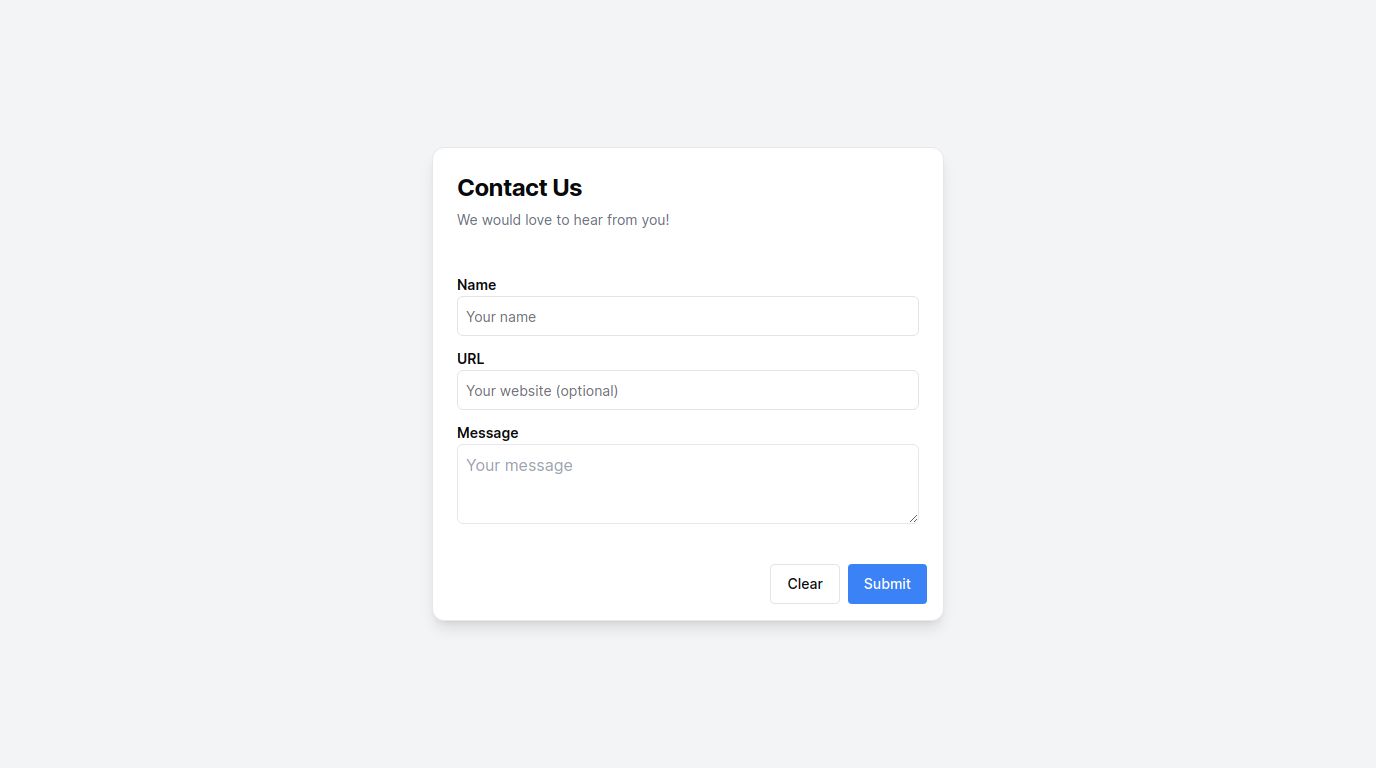 Contact Us
We would love to hear from you!
Name
Your name
URL
Your website (optional)
Message
Your message
Clear Submit